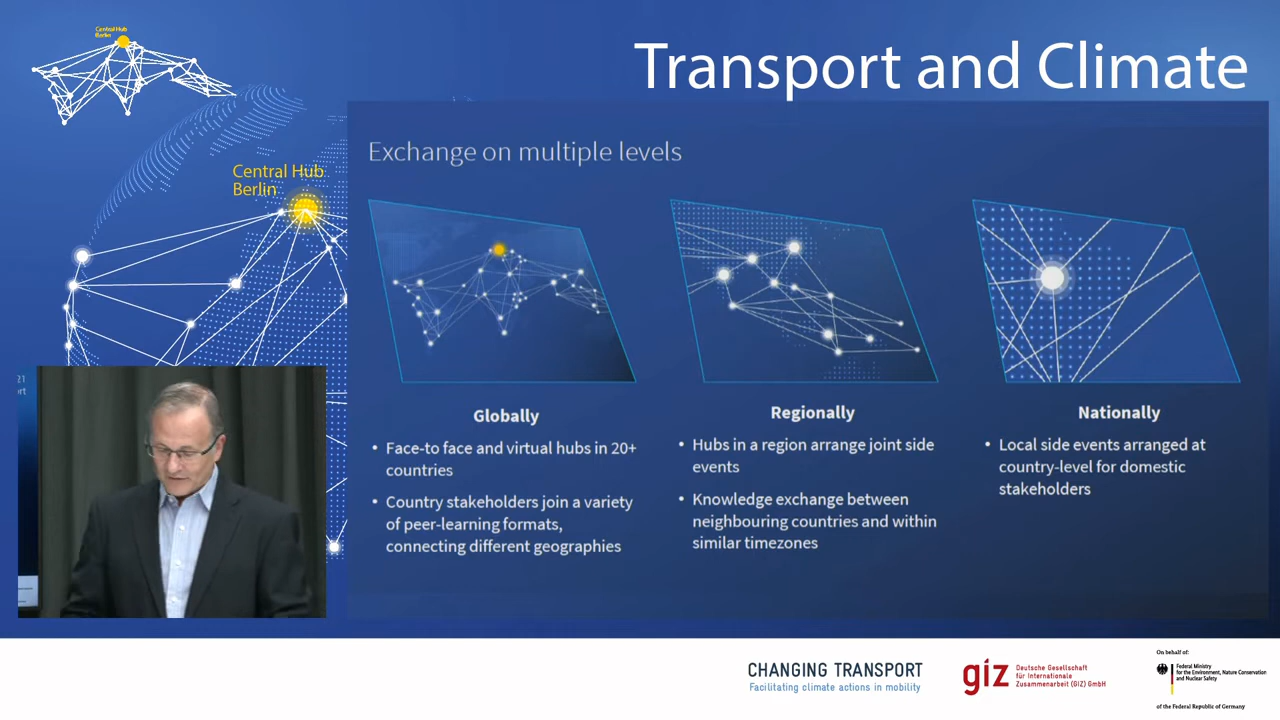 Central Hub
Berlin
Transport and Climate
Exchange on multiple levels
Central Hub
Berlin
Globally
• Face-to face and virtual hubs in 20+
countries
• Country stakeholders join a variety
of peer-learning formats,
connecting different geographies
Regionally
• Hubs in a region arrange joint side
events
• Knowledge exchange between
neighbouring countries and within
similar timezones
Nationally
• Local side events arranged at
country-level for domestic
stakeholders
21
CHANGING TRANSPORT
Facilitating climate actions in mobility
giz
Deutsche Gesellschaft
für Internationale
Zusammenarbeit (GIZ) GmbH
On behalf of:
Federal Ministry
for the Environment, Nature Conservation
and Nuclear Safety
of the Federal Republic of Germany